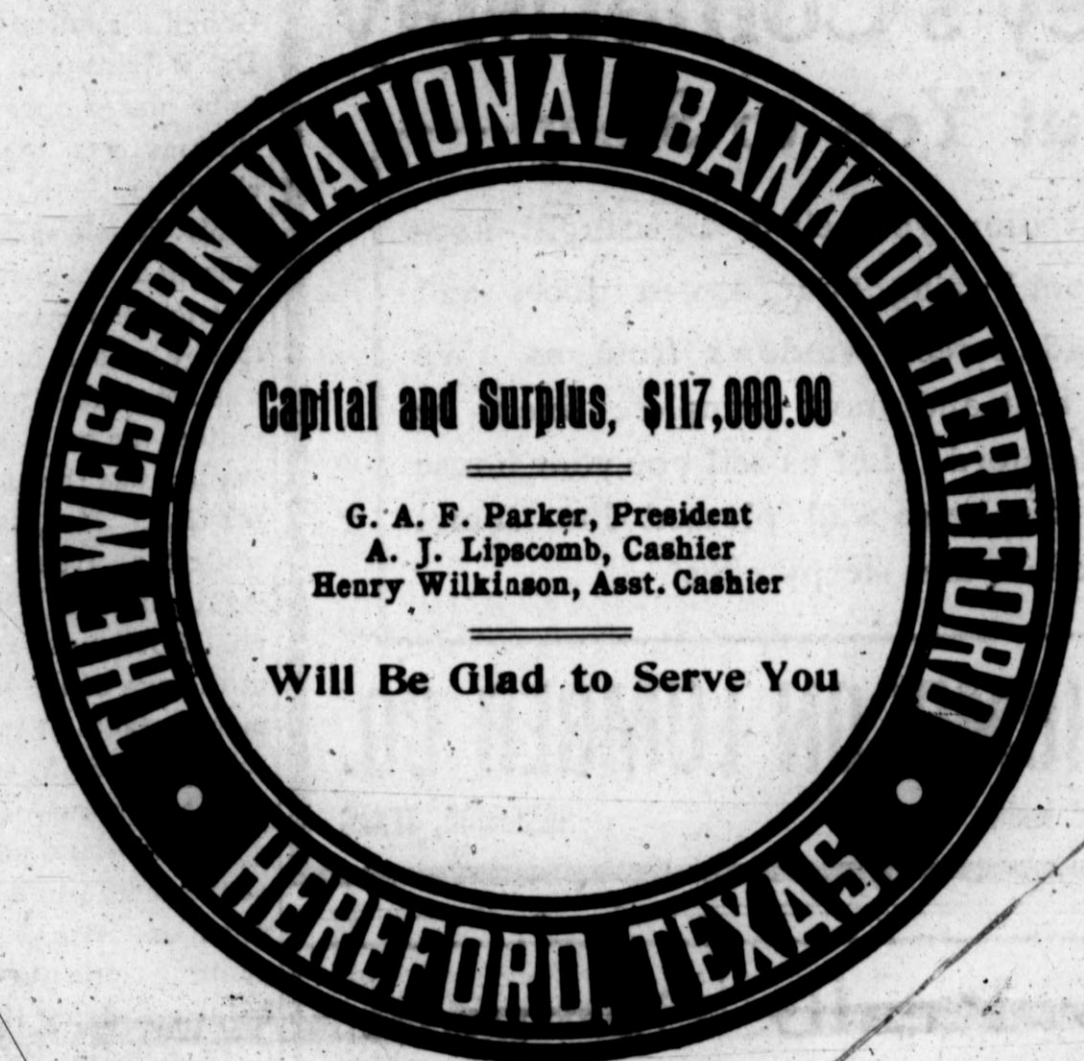 THE WESTERN NATIONAL BANK OF HEREFORD
Capital and Surplus, $117,000.00
G. A. F. Parker, President
A. J. Lipscomb, Cashier
Henry Wilkinson, Asst. Cashier
Will Be Glad to Serve You
HEREFORD, TEXAS.